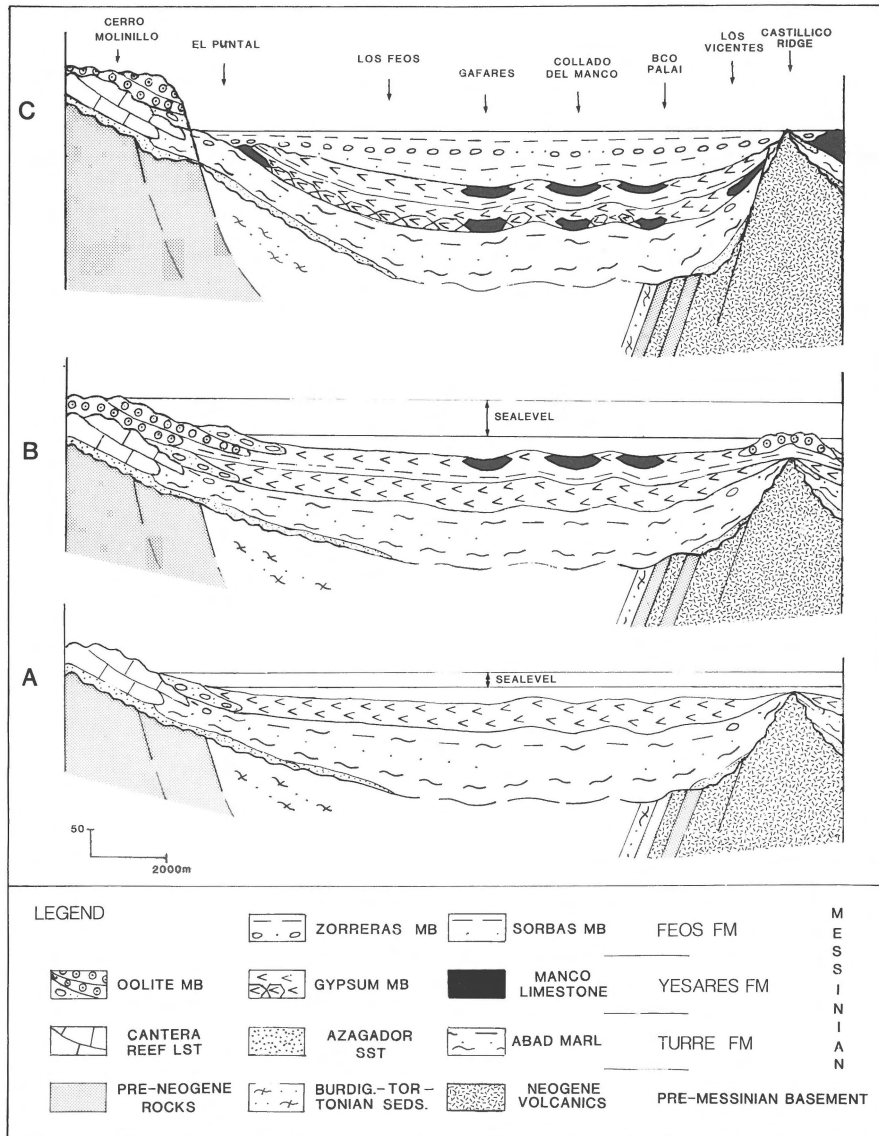 CERRO
MOLINILLO
EL PUNTAL
LOS FEOS
GAFARES
COLLADO
DEL MANCO
BCO
PALAI
LOS
VICENTES
CASTILLICO
RIDGE
C
SEALEVEL
B
SEALEVEL
A
50
2000m
LEGEND
ZORRERAS MB
SORBAS MB
FEOS FM
OOLITE MB
GYPSUM MB
MANCO
LIMESTONE
YESARES FM
CANTERA
REEF LST
AZAGADOR
SST
ABAD MARL
TURRE FM
PRE-NEOGENE
ROCKS
BURDIG.-TOR-
TONIAN SEDS.
NEOGENE
VOLCANICS
PRE-MESSINIAN BASEMENT
MESSINIAN